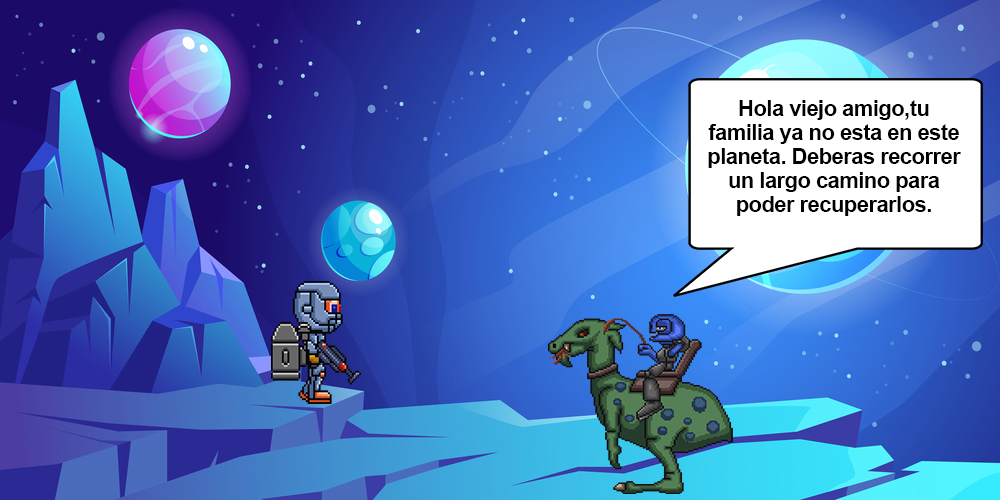 Hola viejo amigo,tu
familia ya no esta en este
planeta. Deberas recorrer
un largo camino para
poder recuperarlos.